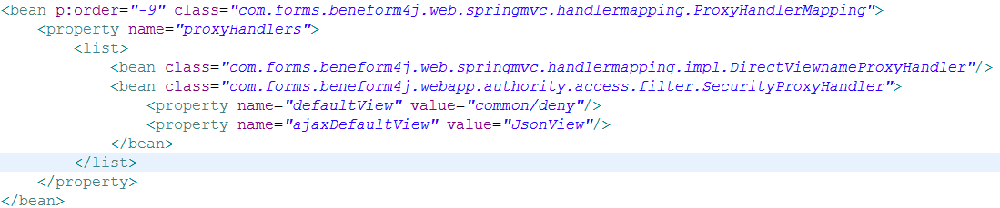 <bean p:order="-9" class="com.forms.beneform4j.web.springmvc.handlermapping.ProxyHandlerMapping">
    <property name="proxyHandlers">
        <list>
            <bean class="com.forms.beneform4j.web.springmvc.handlermapping.impl.DirectViewnameProxyHandler"/>
            <bean class="com.forms.beneform4j.webapp.authority.access.filter.SecurityProxyHandler">
                <property name="defaultView" value="common/deny"/>
                <property name="ajaxDefaultView" value="JsonView"/>
            </bean>
        </list>
    </property>
</bean>